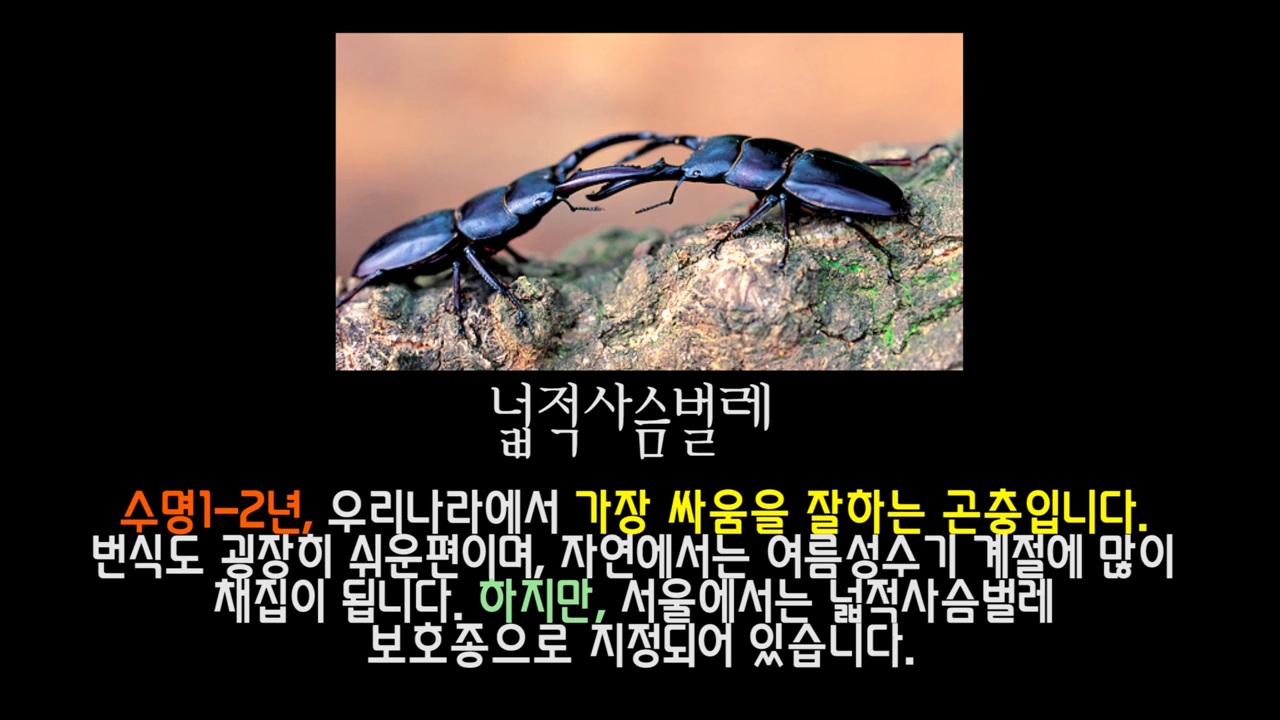 넓적사슴벌레
수명1-2년, 우리나라에서 가장 싸움을 잘하는 곤충입니다.
번식도 굉장히 쉬운편이며, 자연에서는 여름성수기 계절에 많이
채집이 됩니다. 하지만, 서울에서는 넓적사슴벌레
보호종으로 지정되어 있습니다.